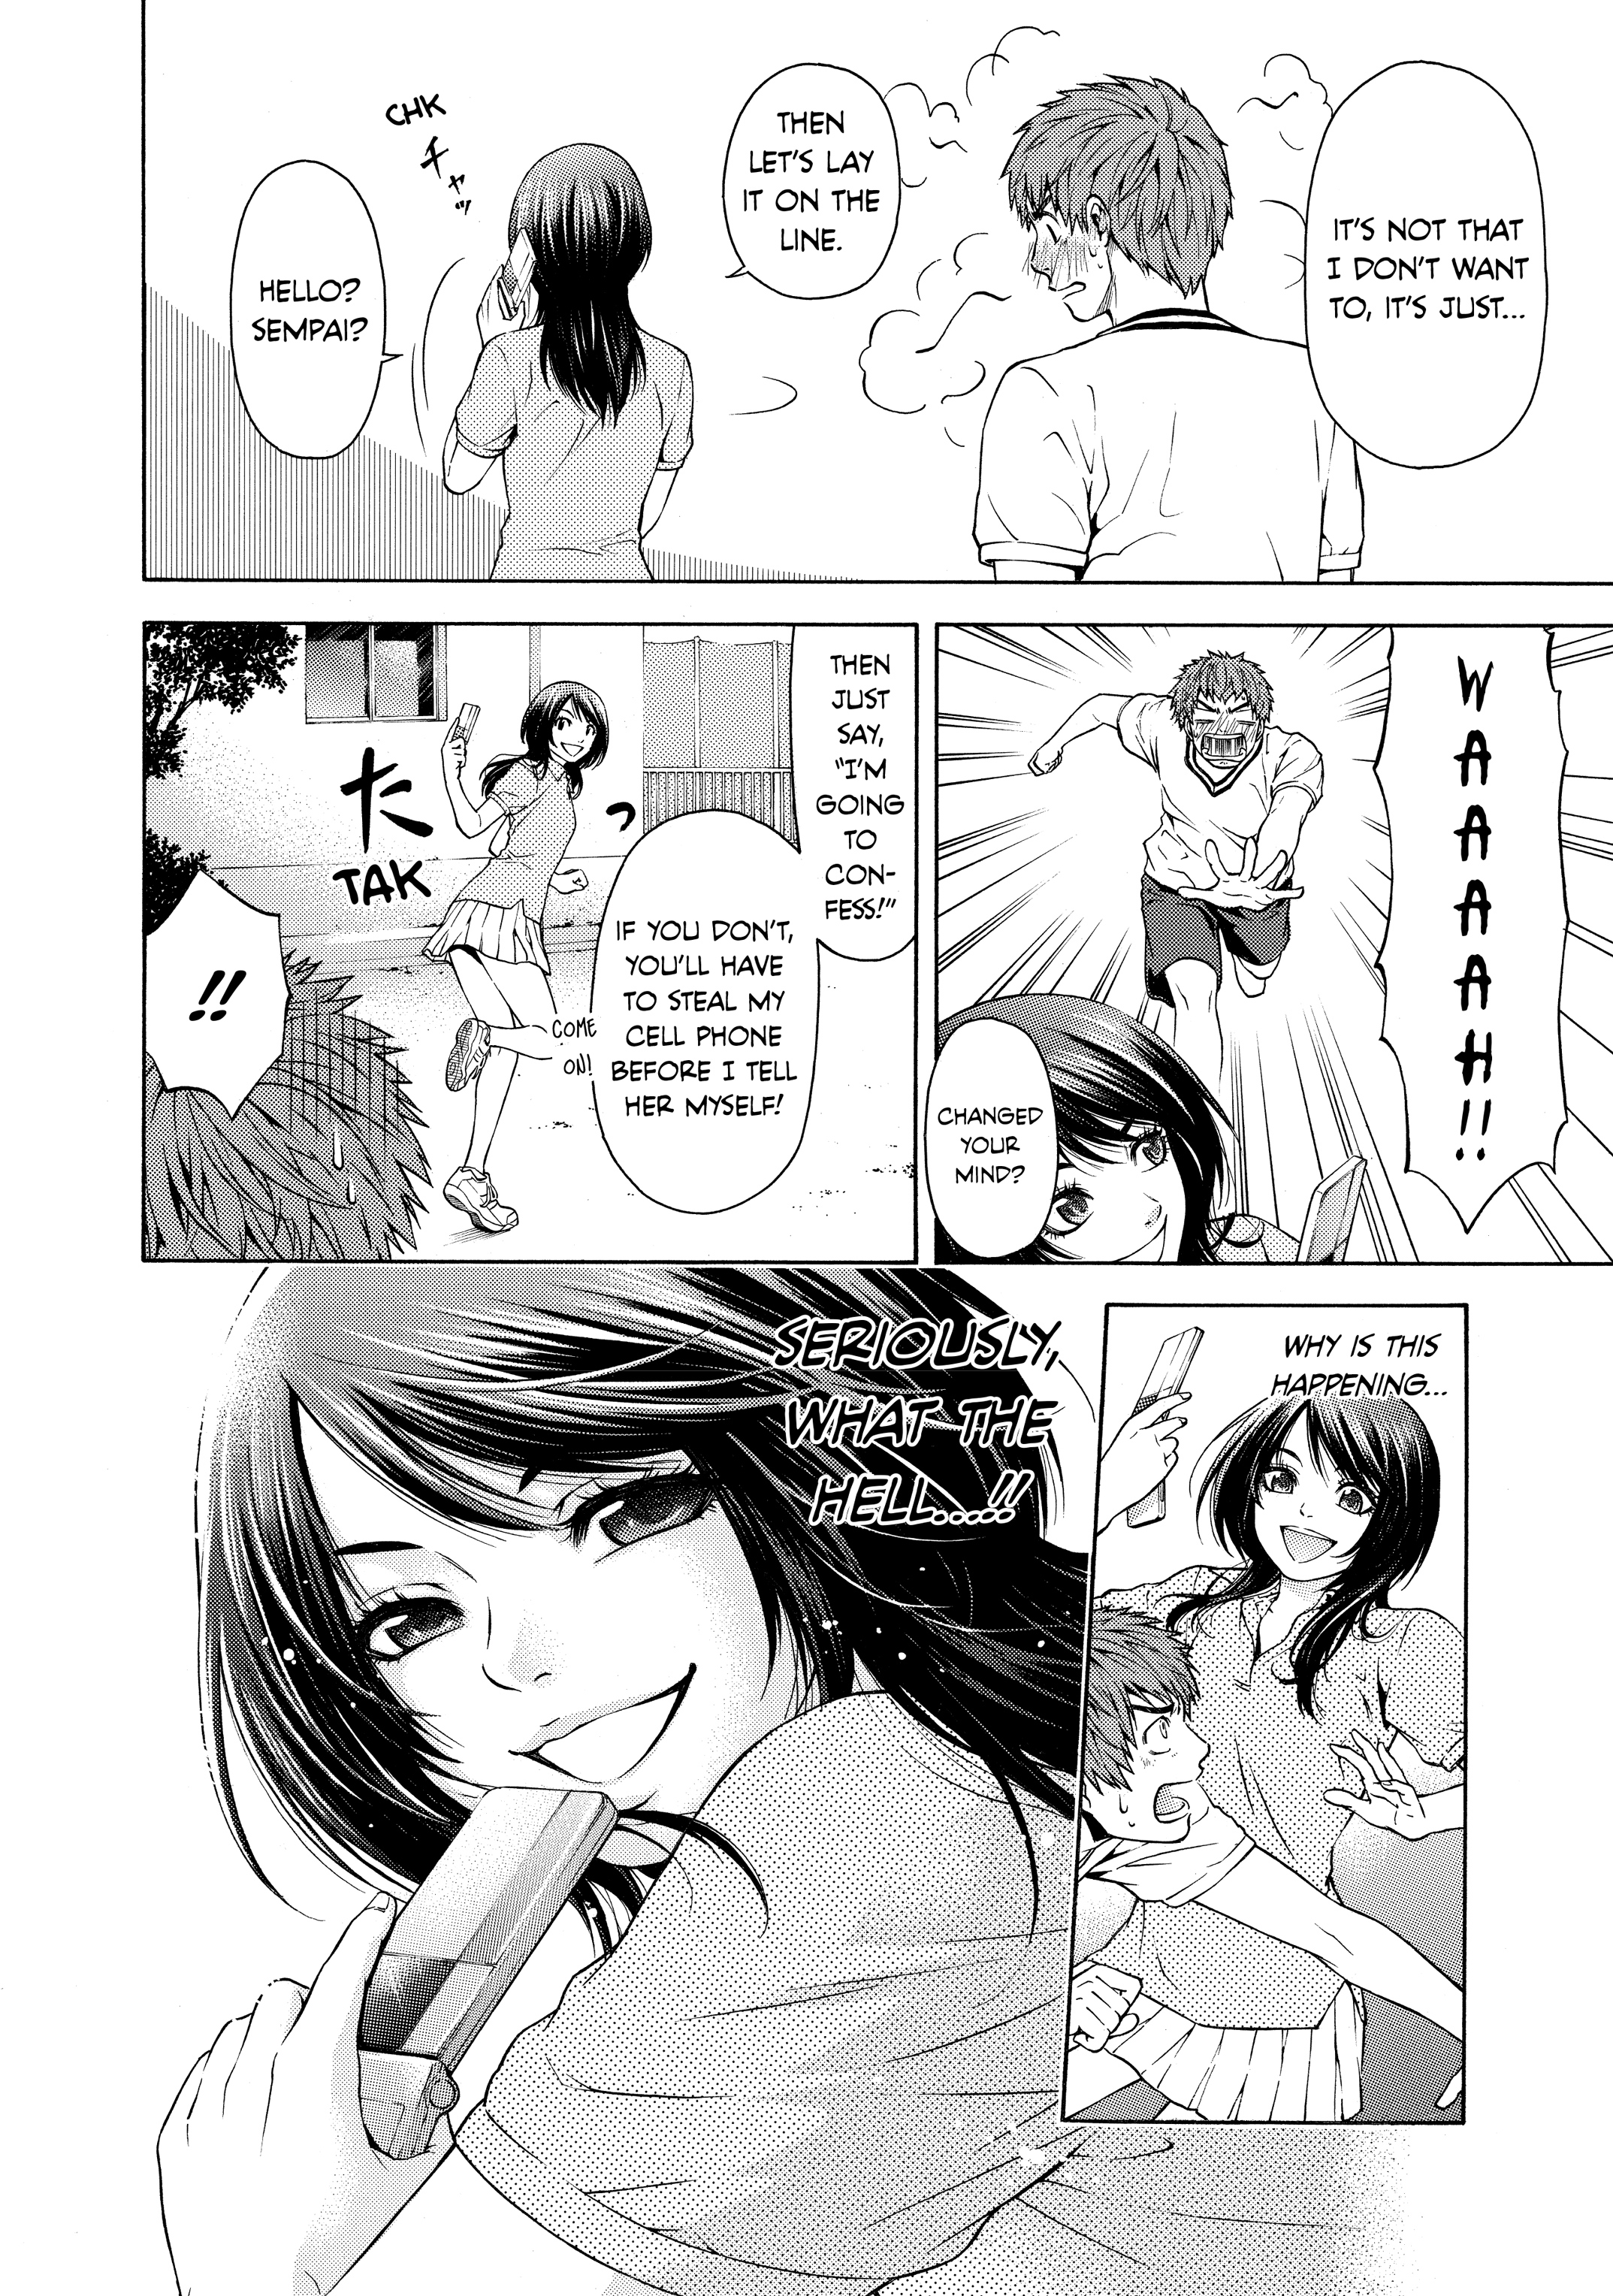 IT'S NOT THAT
I DON'T WANT
TO, IT'S JUST...
THEN
LET'S LAY
IT ON THE
LINE.
CHK
チャッ
HELLO?
SEMPAI?
WAAAAH!!
CHANGED
YOUR
MIND?
THEN
JUST
SAY,
"I'M
GOING
TO
CON-
FESS!"
IF YOU DON'T,
YOU'LL HAVE
TO STEAL MY
CELL PHONE
BEFORE I TELL
HER MYSELF!
COME
ON!
たっ
TAK
!!
WHY IS THIS
HAPPENING...
SERIOUSLY,
WHAT THE
HELL.....!!